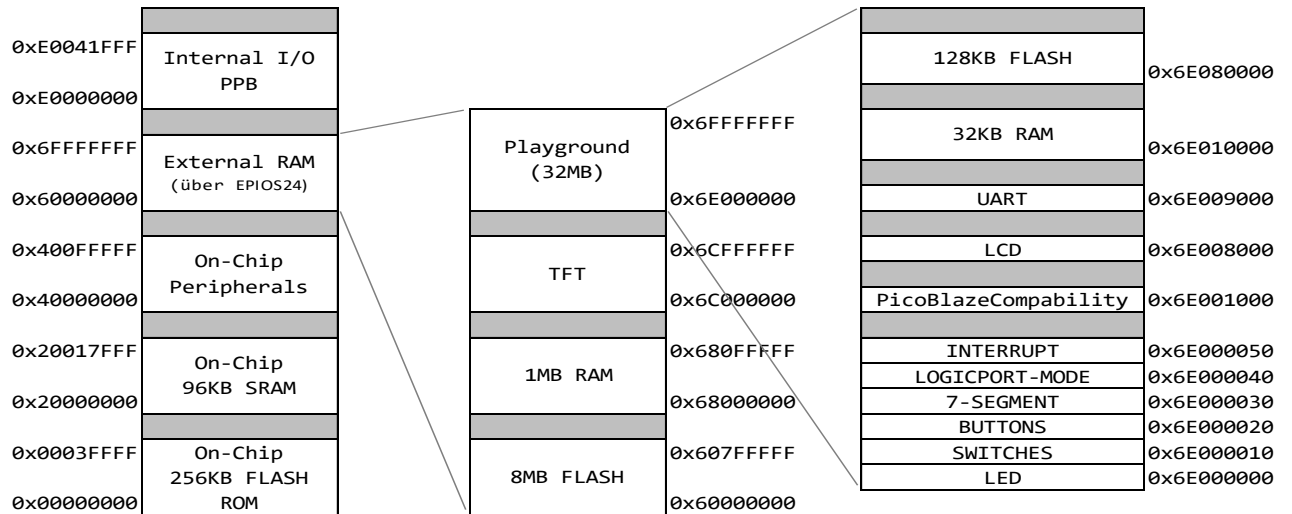 0xE0041FFF
Internal I/O
PPB
0xE0000000
0x6FFFFFFF
External RAM
(über EPIOS24)
0x60000000
0x400FFFFF
On-Chip
Peripherals
0x40000000
0x20017FFF
On-Chip
96KB SRAM
0x20000000
0x0003FFFF
On-Chip
256KB FLASH
ROM
0x00000000
0x6FFFFFFF
Playground
(32MB)
0x6E000000
0x6CFFFFFF
TFT
0x6C000000
0x680FFFFF
1MB RAM
0x68000000
0x607FFFFF
8MB FLASH
0x60000000
128KB FLASH
0x6E080000
32KB RAM
0x6E010000
UART 0x6E009000
LCD 0x6E008000
PicoBlazeCompability 0x6E001000
INTERRUPT 0x6E000050
LOGICPORT-MODE 0x6E000040
7-SEGMENT 0x6E000030
BUTTONS 0x6E000020
SWITCHES 0x6E000010
LED 0x6E000000